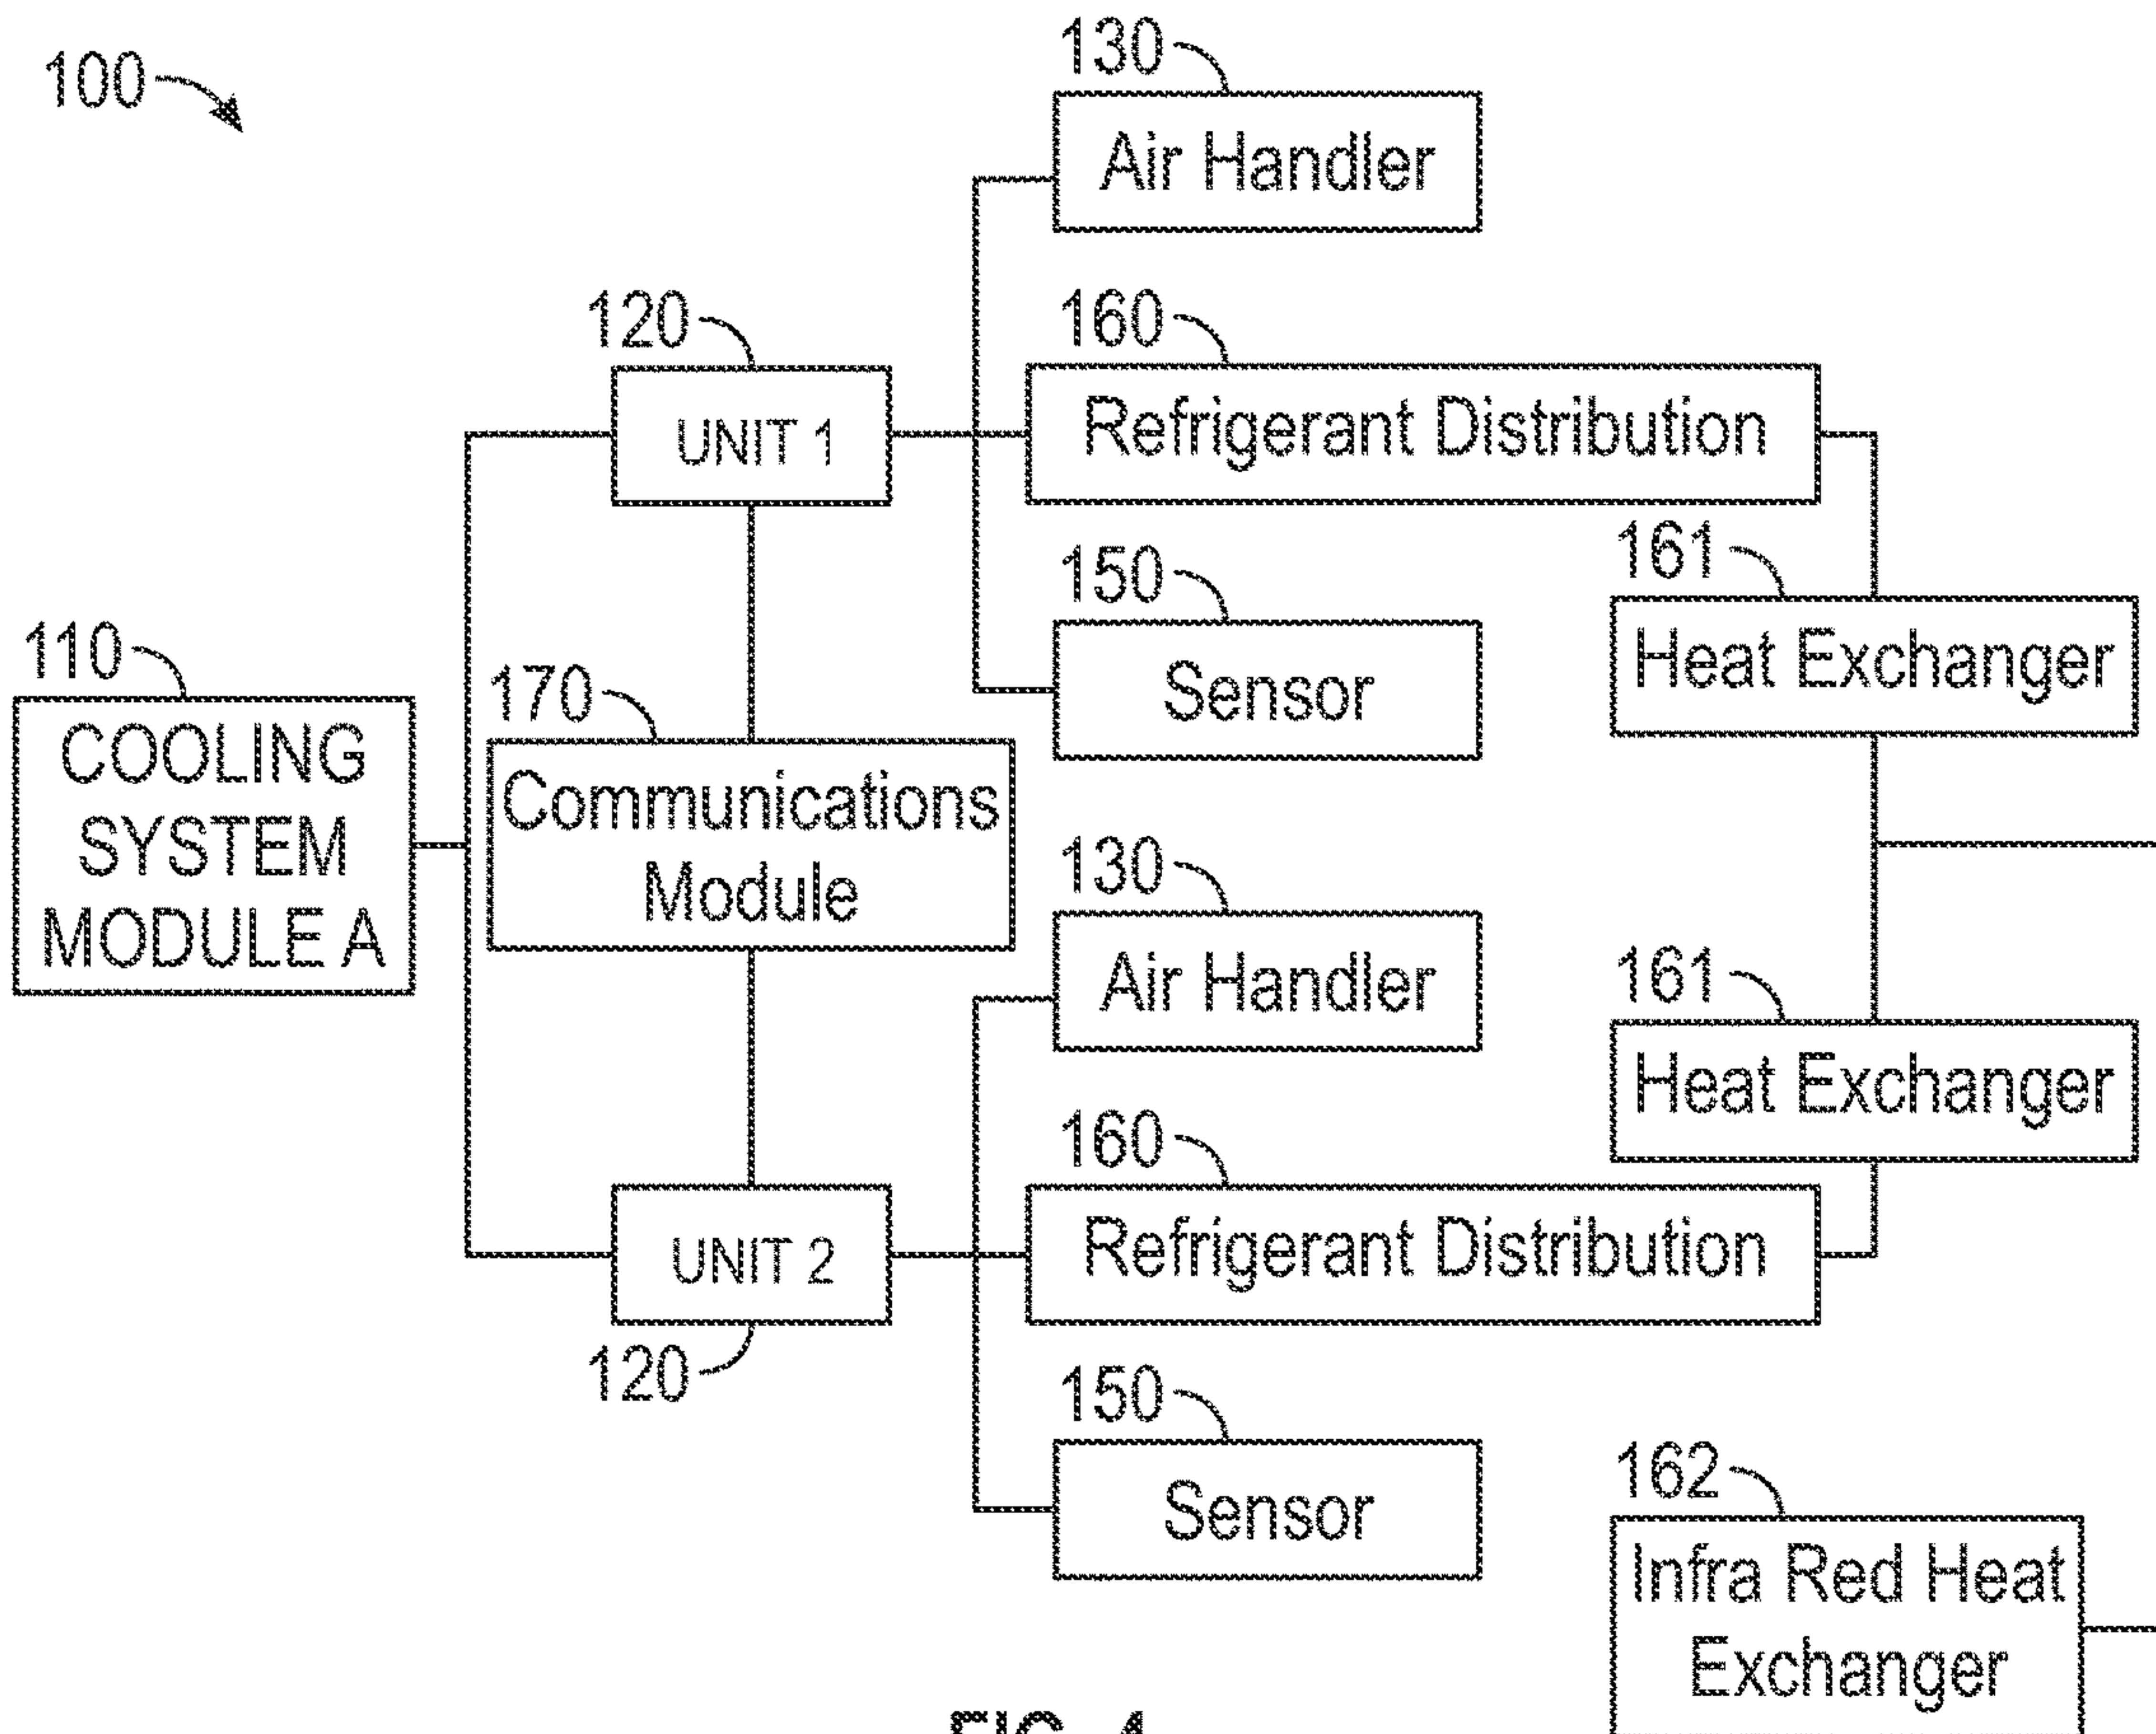 100
130
Air Handler
120
160
UNIT 1
Refrigerant Distribution
150
161
Sensor
Heat Exchanger
110
COOLING
SYSTEM
MODULE A
170
Communications
Module
130
Air Handler
161
Heat Exchanger
160
UNIT 2
Refrigerant Distribution
120
150
Sensor
162
Infra Red Heat
Exchanger